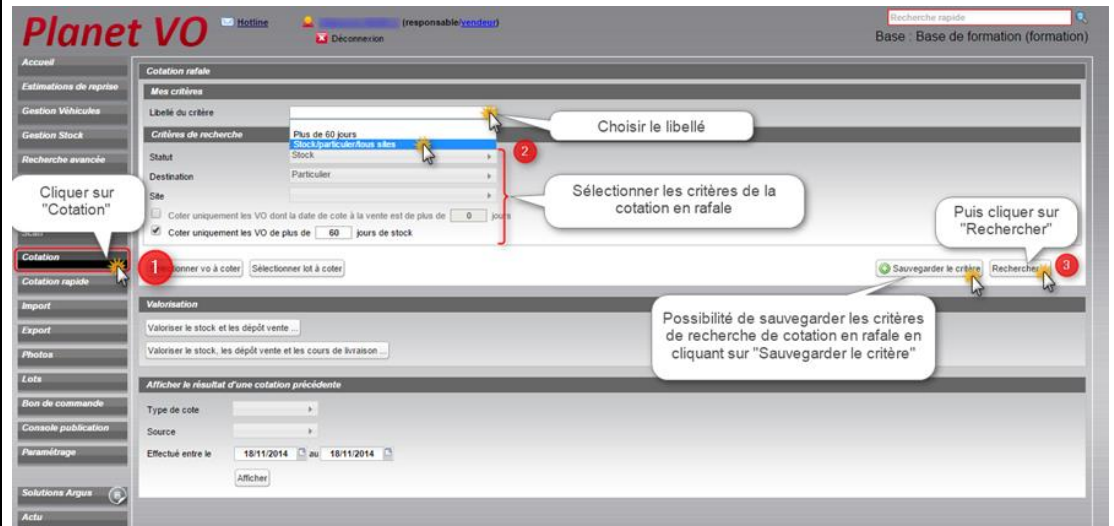 Planet VO
Hotline
(responsable/vendeur)
Déconnexion
Recherche rapide
Base : Base de formation (formation)
Accueil
Estimations de reprise
Gestion Véhicules
Gestion Stock
Recherche avancée
Cliquer sur
"Cotation"
Scan
Cotation
Cotation rapide
Import
Export
Photos
Lots
Bon de commande
Console publication
Paramétrage
Solutions Argus
Actu
Cotation rafale
Mes critères
Libellé du critère
Choisir le libellé
Critères de recherche
Plus de 60 jours
Stock/particulier/tous sites
2
Statut
Stock
Destination
Particulier
Site
Sélectionner les critères de la
cotation en rafale
Coter uniquement les VO dont la date de cote à la vente est de plus de 0 jours
Coter uniquement les VO de plus de 60 jours de stock
Puis cliquer sur
"Rechercher"
1
vo à coter
Sélectionner lot à coter
Sauvegarder le critère
Rechercher
3
Valorisation
Valoriser le stock et les dépôt vente ...
Valoriser le stock, les dépôt vente et les cours de livraison ...
Possibilité de sauvegarder les critères
de recherche de cotation en rafale en
cliquant sur "Sauvegarder le critère"
Afficher le résultat d'une cotation précédente
Type de cote
Source
Effectué entre le 18/11/2014 au 18/11/2014
Afficher